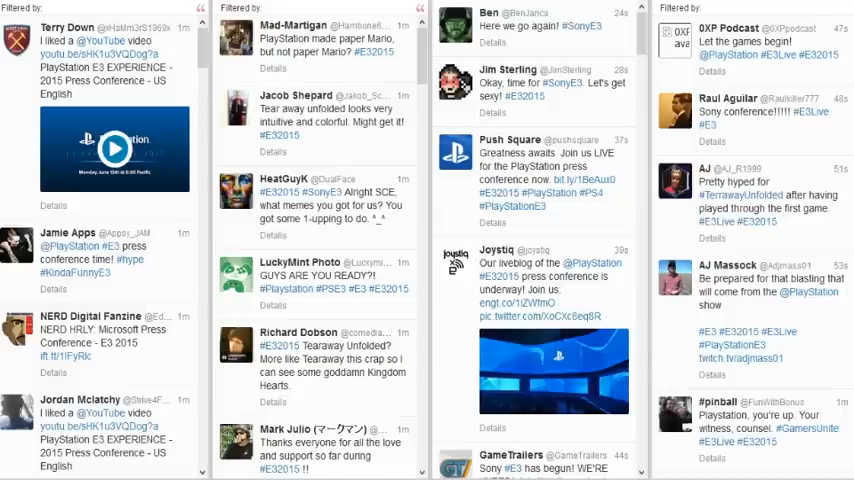 Filtered by:
Terry Down @xHaMm3rS1969x 1m
I liked a @YouTube video
youtu.be/sHK1u3VQDog?a
PlayStation E3 EXPERIENCE -
2015 Press Conference - US
English
Details
Jamie Apps @Appsy_JAM 1m
@PlayStation #E3 press
conference time! #hype
#KindaFunnyE3
Details
NERD Digital Fanzine @Ed... 1m
NERD HRLY: Microsoft Press
Conference - E3 2015
ift.tt/1IFyRlc
Details
Jordan Mclatchy @Strive4F... 1m
I liked a @YouTube video
youtu.be/sHK1u3VQDog?a
PlayStation E3 EXPERIENCE -
2015 Press Conference - US
English
Filtered by:
Mad-Martigan @Hambone6... 1m
PlayStation made paper Mario,
but not paper Mario? #E32015
Details
Jacob Shepard @Jakob_Sc... 1m
Tear away unfolded looks very
intuitive and colorful. Might get it!
#E32015
Details
HeatGuyK @DualFace 1m
#E32015 #SonyE3 Alright SCE,
what memes you got for us? You
got some 1-upping to do. ^_^
Details
LuckyMint Photo @Luckymi... 1m
GUYS ARE YOU READY?!
#Playstation #PSE3 #E3 #E32015
Details
Richard Dobson @comedia... 1m
#E32015 Tearaway Unfolded?
More like Tearaway this crap so I
can see some goddamn Kingdom
Hearts.
Details
Mark Julio (マークマン) @... 1m
Thanks everyone for all the love
and support so far during
#E32015 !!
Ben @BenJanca 24s
Here we go again! #SonyE3
Details
Jim Sterling @JimSterling 28s
Okay, time for #SonyE3. Let's get
sexy! #E32015
Details
Push Square @pushsquare 37s
Greatness awaits. Join us LIVE
for the PlayStation press
conference now. bit.ly/1BeAux0
#E32015 #PlayStation #PS4
#PlayStationE3
Details
Joystiq @joystiq 39s
Our liveblog of the @PlayStation
#E32015 press conference is
underway! Join us.
engt.co/1IZWfmO
pic.twitter.com/XoCXc8eq8R
Details
GameTrailers @GameTrailers 44s
Sony #E3 has begun! WE'RE
Filtered by:
0XP Podcast @0XPpodcast 47s
Let the games begin!
@PlayStation #E3Live #E32015
Details
Raul Aguilar @Raulkiller777 48s
Sony conference!!!!! #E3Live
#E3
Details
AJ @AJ_R1999 51s
Pretty hyped for
#TerrawayUnfolded after having
played through the first game.
#E3Live #E32015
Details
AJ Massock @Adjmass01 53s
Be prepared for that blasting that
will come from the @PlayStation
show
#E3 #E32015 #E3Live
#PlayStationE3
twitch.tv/adjmass01
Details
#pinball @FunWithBonus 1m
Playstation, you're up. Your
witness, counsel. #GamersUnite
#E3Live #E32015
Details